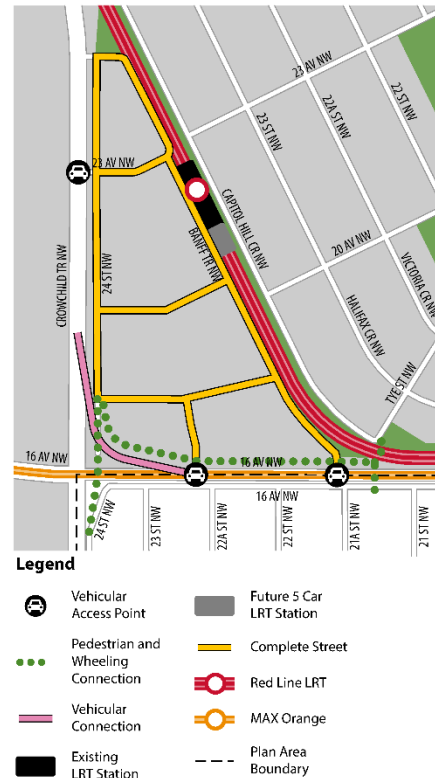 23 AV NW
23 ST NW
22A ST NW
22 ST NW
23 AV NW
CAPITOL HILL CR NW
BANFF TR NW
20 AV NW
CROWCHILD TR NW
24 ST NW
VICTORIA CR NW
HALIFAX CR NW
TYE ST NW
16 AV NW
16 AV NW
16 AV NW
24 ST NW
23 ST NW
22A ST NW
22 ST NW
21A ST NW
21 ST NW
Legend
Vehicular
Access Point
Pedestrian and
Wheeling
Connection
Vehicular
Connection
Existing
LRT Station
Future 5 Car
LRT Station
Complete Street
Red Line LRT
MAX Orange
Plan Area
Boundary